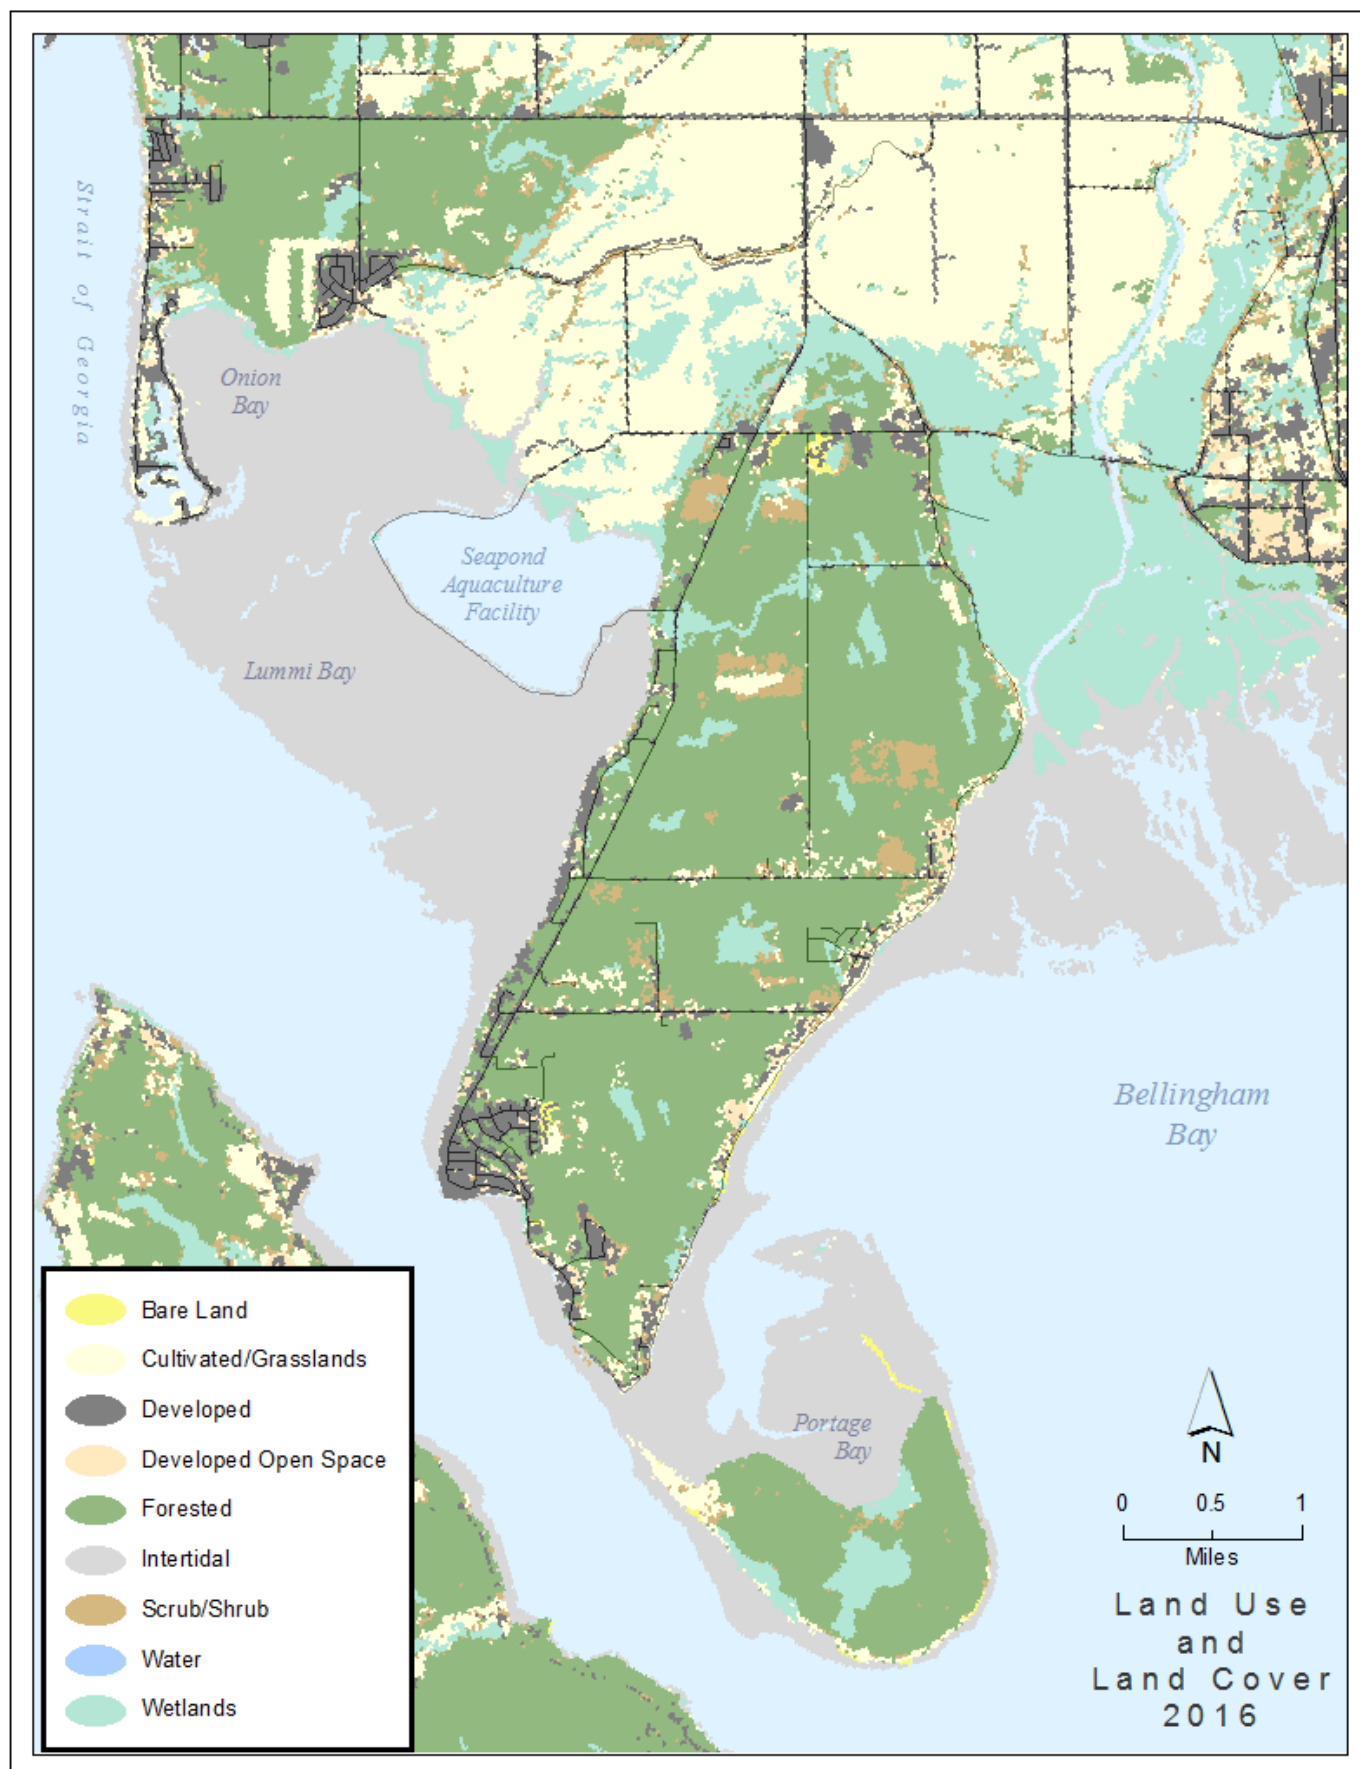 Strait of Georgia
Onion
Bay
Seapond
Aquaculture
Facility
Lummi Bay
Bellingham
Bay
Portage
Bay
Bare Land
Cultivated/Grasslands
Developed
Developed Open Space
Forested
Intertidal
Scrub/Shrub
Water
Wetlands
N
0 0.5 1
Miles
Land Use
and
Land Cover
2016